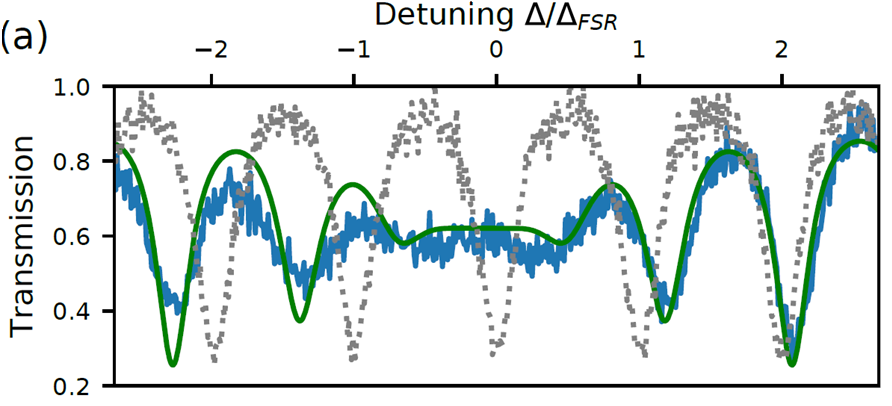 Detuning Δ/Δ_FSR
(a)
−2 −1 0 1 2
1.0
0.8
0.6
0.4
0.2
Transmission